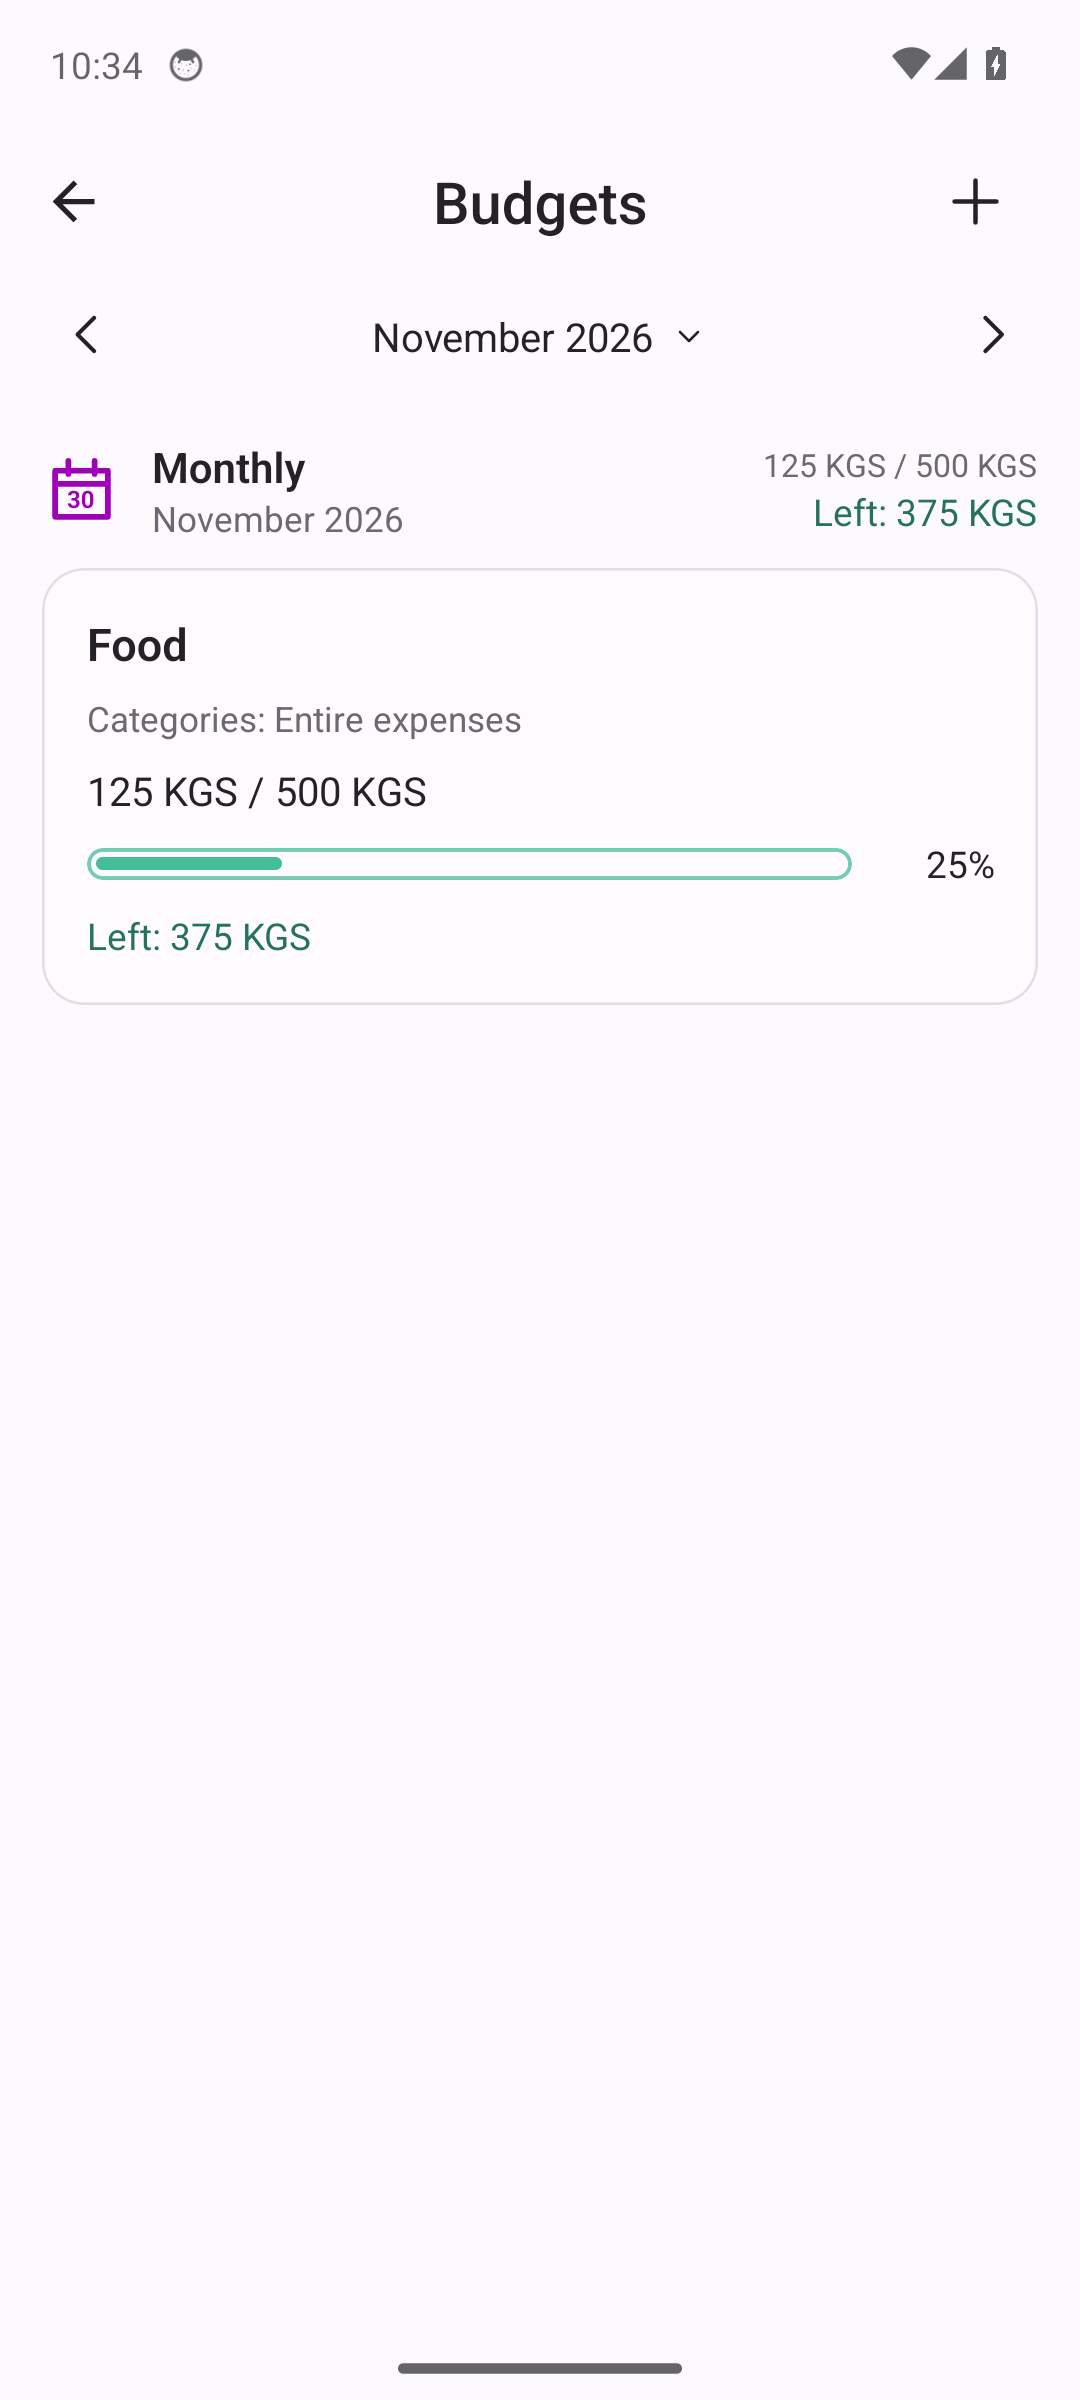 10:34
Budgets
November 2026
Monthly
125 KGS / 500 KGS
30
November 2026
Left: 375 KGS
Food
Categories: Entire expenses
125 KGS / 500 KGS
25%
Left: 375 KGS